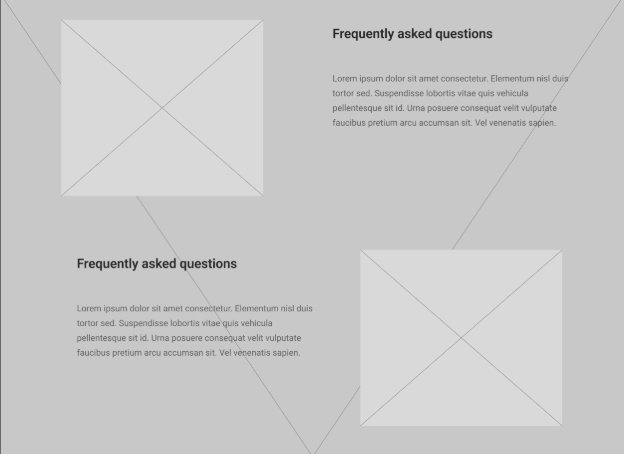 Frequently asked questions
Lorem ipsum dolor sit amet consectetur. Elementum nisl duis
tortor sed. Suspendisse lobortis vitae quis vehicula
pellentesque sit id. Urna posuere consequat velit vulputate
faucibus pretium arcu accumsan sit. Vel venenatis sapien.
Frequently asked questions
Lorem ipsum dolor sit amet consectetur. Elementum nisl duis
tortor sed. Suspendisse lobortis vitae quis vehicula
pellentesque sit id. Urna posuere consequat velit vulputate
faucibus pretium arcu accumsan sit. Vel venenatis sapien.